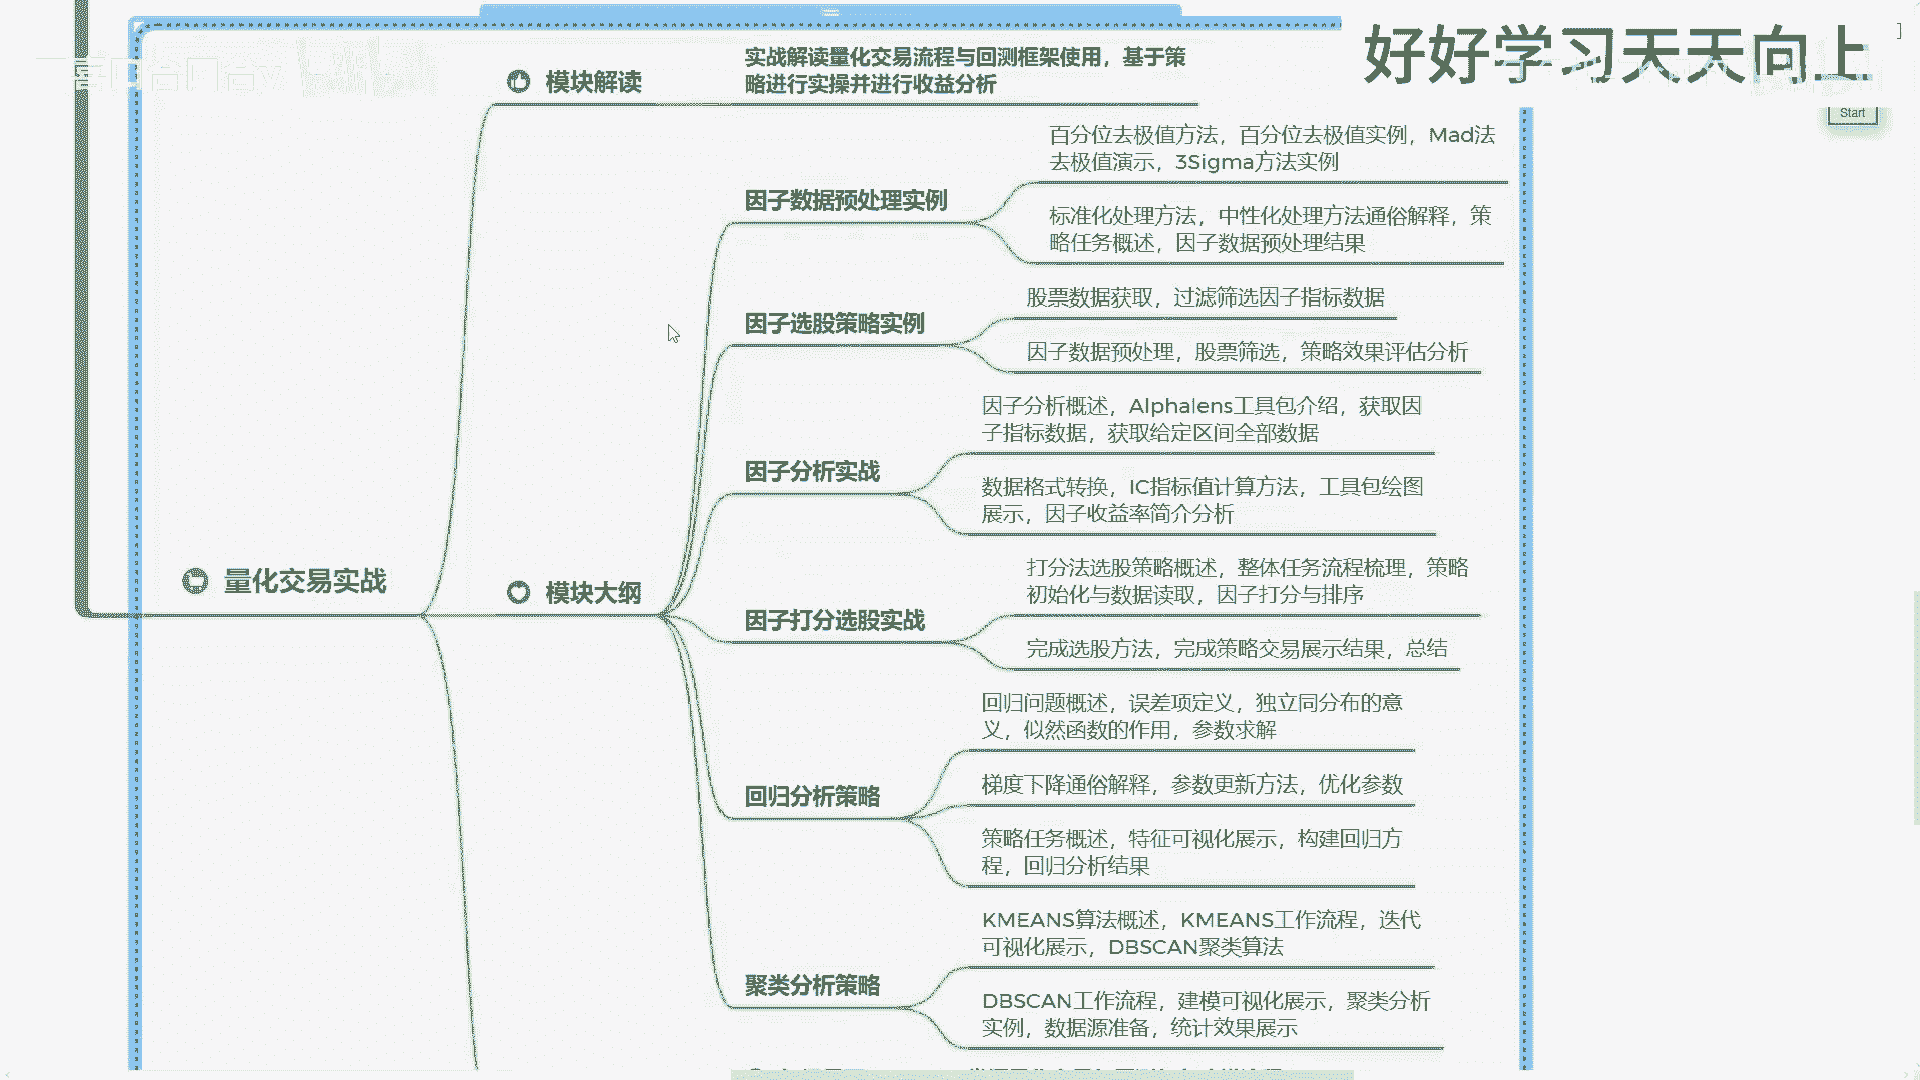 好好学习天天向上
Start
模块解读
实战解读量化交易流程与回测框架使用，基于策
略进行实操并进行收益分析
量化交易实战
模块大纲
因子数据预处理实例
百分位去极值方法，百分位去极值实例，Mad法
去极值演示，3Sigma方法实例
标准化处理方法，中性化处理方法通俗解释，策
略任务概述，因子数据预处理结果
因子选股策略实例
股票数据获取，过滤筛选因子指标数据
因子数据预处理，股票筛选，策略效果评估分析
因子分析实战
因子分析概述，Alphalens工具包介绍，获取因
子指标数据，获取给定区间全部数据
数据格式转换，IC指标值计算方法，工具包绘图
展示，因子收益率简介分析
因子打分选股实战
打分法选股策略概述，整体任务流程梳理，策略
初始化与数据读取，因子打分与排序
完成选股方法，完成策略交易展示结果，总结
回归分析策略
回归问题概述，误差项定义，独立同分布的意
义，似然函数的作用，参数求解
梯度下降通俗解释，参数更新方法，优化参数
策略任务概述，特征可视化展示，构建回归方
程，回归分析结果
聚类分析策略
KMEANS算法概述，KMEANS工作流程，迭代
可视化展示，DBSCAN聚类算法
DBSCAN工作流程，建模可视化展示，聚类分析
实例，数据源准备，统计效果展示